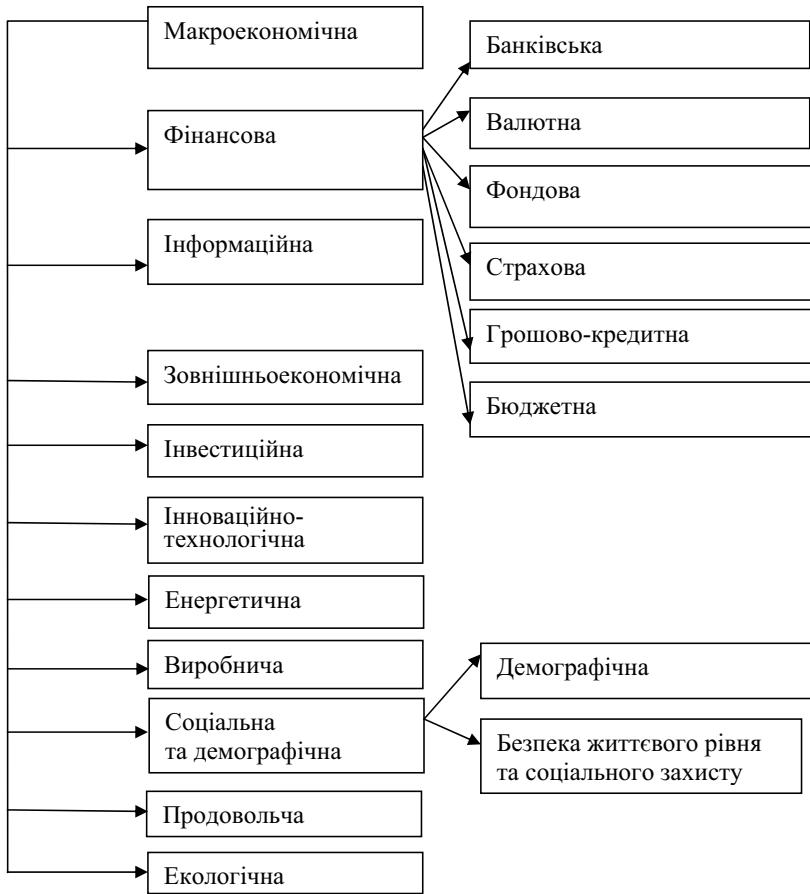 Макроекономічна
Фінансова
Інформаційна
Зовнішньоекономічна
Інвестиційна
Інноваційно-
технологічна
Енергетична
Виробнича
Соціальна
та демографічна
Продовольча
Екологічна
Банківська
Валютна
Фондова
Страхова
Грошово-кредитна
Бюджетна
Демографічна
Безпека життєвого рівня
та соціального захисту